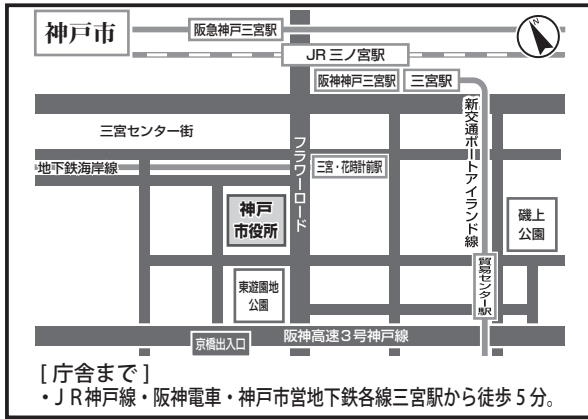 神戸市
阪急神戸三宮駅
N
JR 三ノ宮駅
阪神神戸三宮駅
三宮駅
三宮センター街
フラワーロード
新交通ポートアイランド線
地下鉄海岸線
三宮・花時計前駅
神戸
市役所
磯上
公園
東遊園地
公園
貿易センター駅
京橋出入口
阪神高速3号神戸線
[庁舎まで]
・ＪＲ神戸線・阪神電車・神戸市営地下鉄各線三宮駅から徒歩5分。